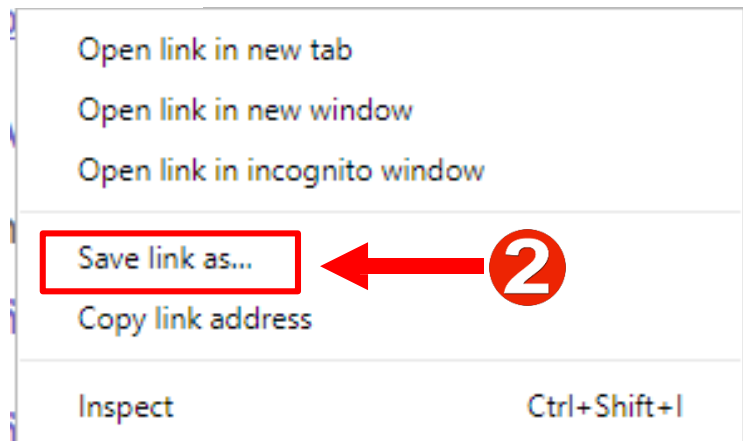 Open link in new tab
Open link in new window
Open link in incognito window
Save link as...
2
Copy link address
Inspect Ctrl+Shift+I